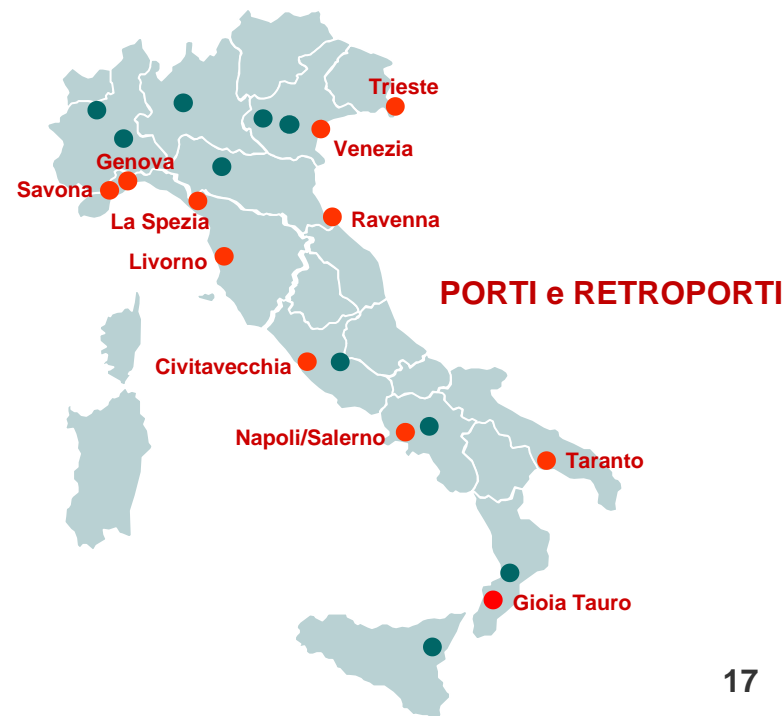 Trieste
Venezia
Genova
Savona
La Spezia
Ravenna
Livorno
PORTI e RETROPORTI
Civitavecchia
Napoli/Salerno
Taranto
Gioia Tauro
17